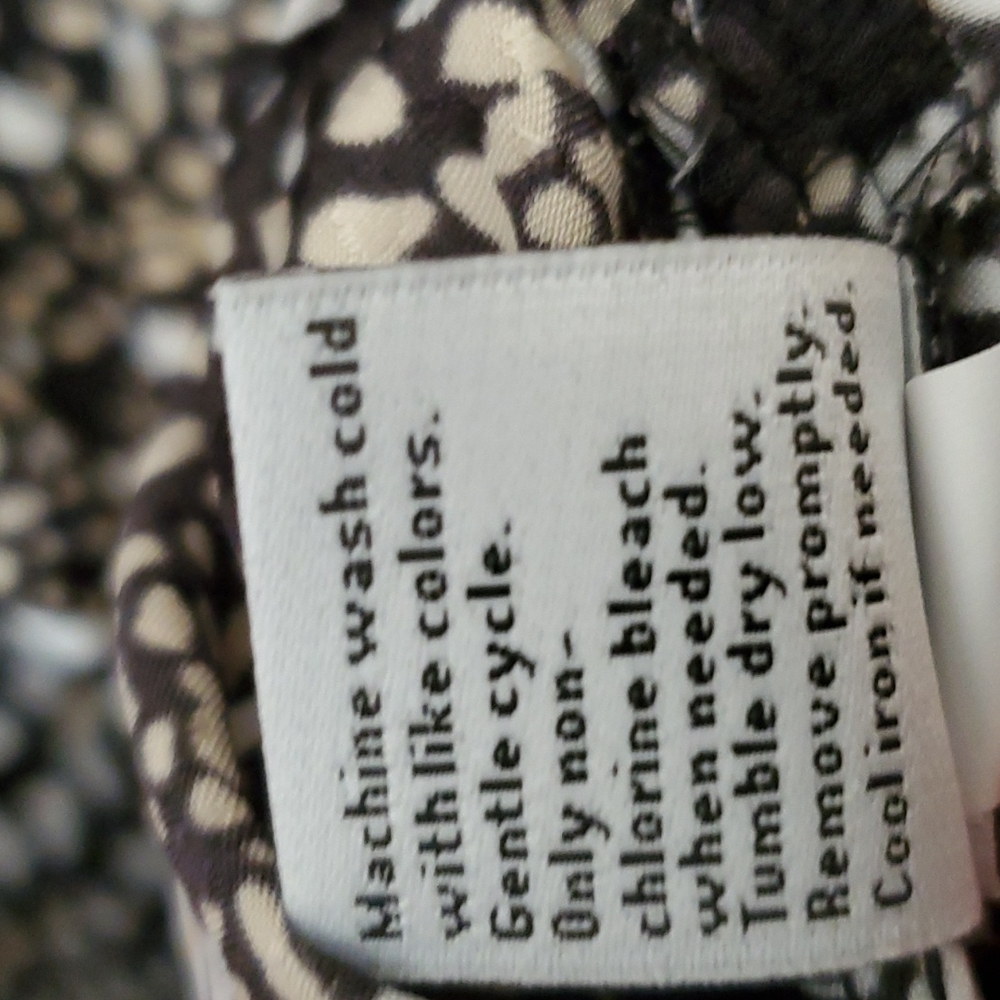 Machine wash cold
with like colors.
Gentle cycle.
Only non-
chlorine bleach
when needed.
Tumble dry low.
Remove promptly.
Cool iron if needed.